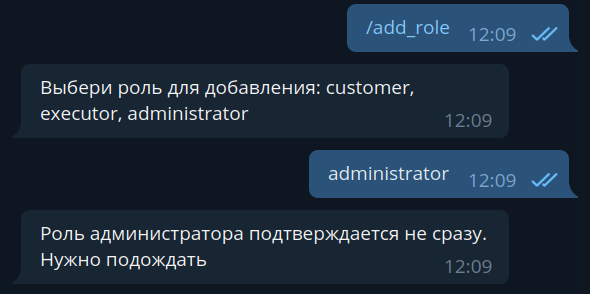 /add_role 12:09
Выбери роль для добавления: customer,
executor, administrator
12:09
administrator 12:09
Роль администратора подтверждается не сразу.
Нужно подождать
12:09